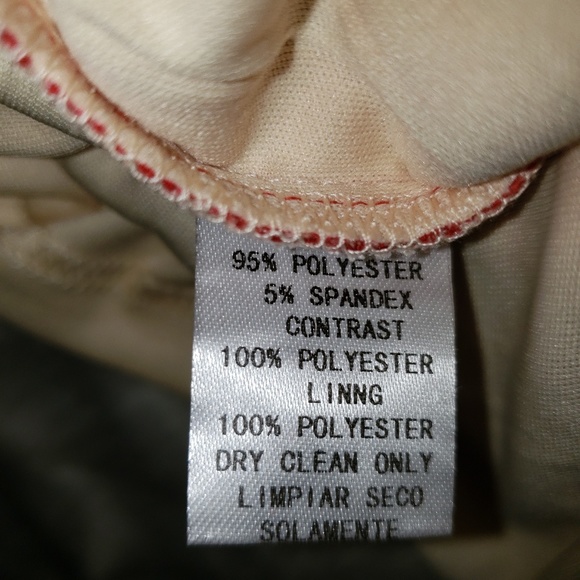 95% POLYESTER
5% SPANDEX
CONTRAST
100% POLYESTER
LINNG
100% POLYESTER
DRY CLEAN ONLY
LIMPIAR SECO
SOLAMENTE